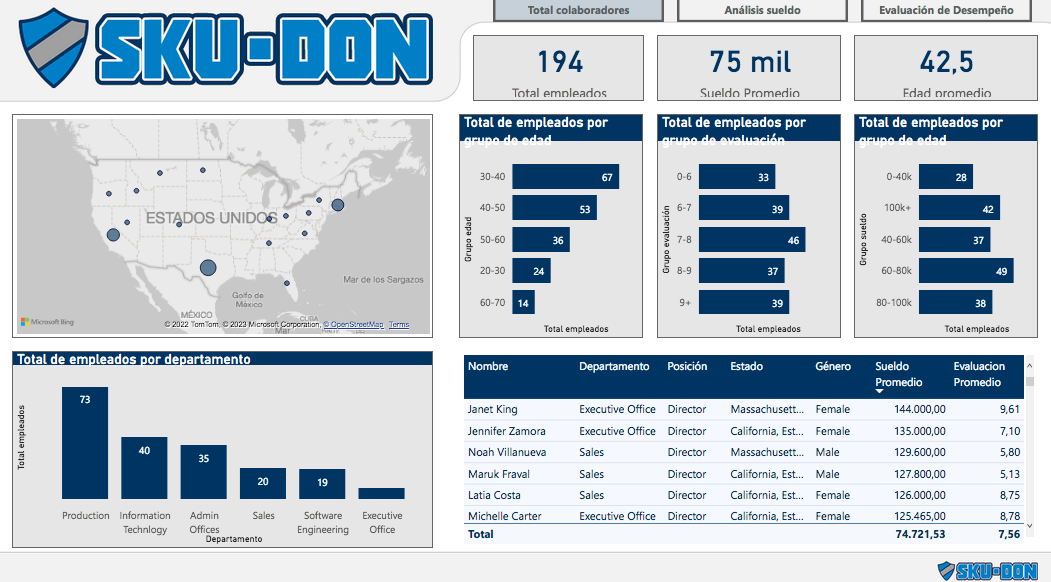 SKU-DON
Total colaboradores
Análisis sueldo
Evaluación de Desempeño
194
Total empleados
75 mil
Sueldo Promedio
42,5
Edad promedio
ESTADOS UNIDOS
Mar de los Sargazos
Golfo de
México
MÉXICO
CUBA
Mar
Microsoft Bing
© 2022 TomTom, © 2023 Microsoft Corporation, © OpenStreetMap Terms
Total de empleados por
grupo de edad
Grupo edad
30-40 67
40-50 53
50-60 36
20-30 24
60-70 14
Total empleados
Total de empleados por
grupo de evaluación
Grupo evaluación
0-6 33
6-7 39
7-8 46
8-9 37
9+ 39
Total empleados
Total de empleados por
grupo de edad
Grupo sueldo
0-40k 28
100k+ 42
40-60k 37
60-80k 49
80-100k 38
Total empleados
Total de empleados por departamento
Total empleados
73 40 35 20 19
Production Information Admin Sales Software Executive
Technlogy Offices Engineering Office
Departamento
Nombre Departamento Posición Estado Género Sueldo Evaluacion
Promedio Promedio
Janet King Executive Office Director Massachusett... Female 144.000,00 9,61
Jennifer Zamora Executive Office Director California, Est... Female 135.000,00 7,10
Noah Villanueva Sales Director Massachusett... Male 129.600,00 5,80
Maruk Fraval Sales Director California, Est... Male 127.800,00 5,13
Latia Costa Sales Director California, Est... Female 126.000,00 8,75
Michelle Carter Executive Office Director California, Est... Female 125.465,00 8,78
Total 74.721,53 7,56
SKU-DON